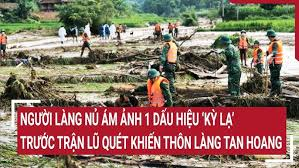 NGƯỜI LÀNG NỦ ÁM ẢNH 1 DẤU HIỆU 'KỲ LẠ'
TRƯỚC TRẬN LŨ QUÉT KHIẾN THÔN LÀNG TAN HOANG